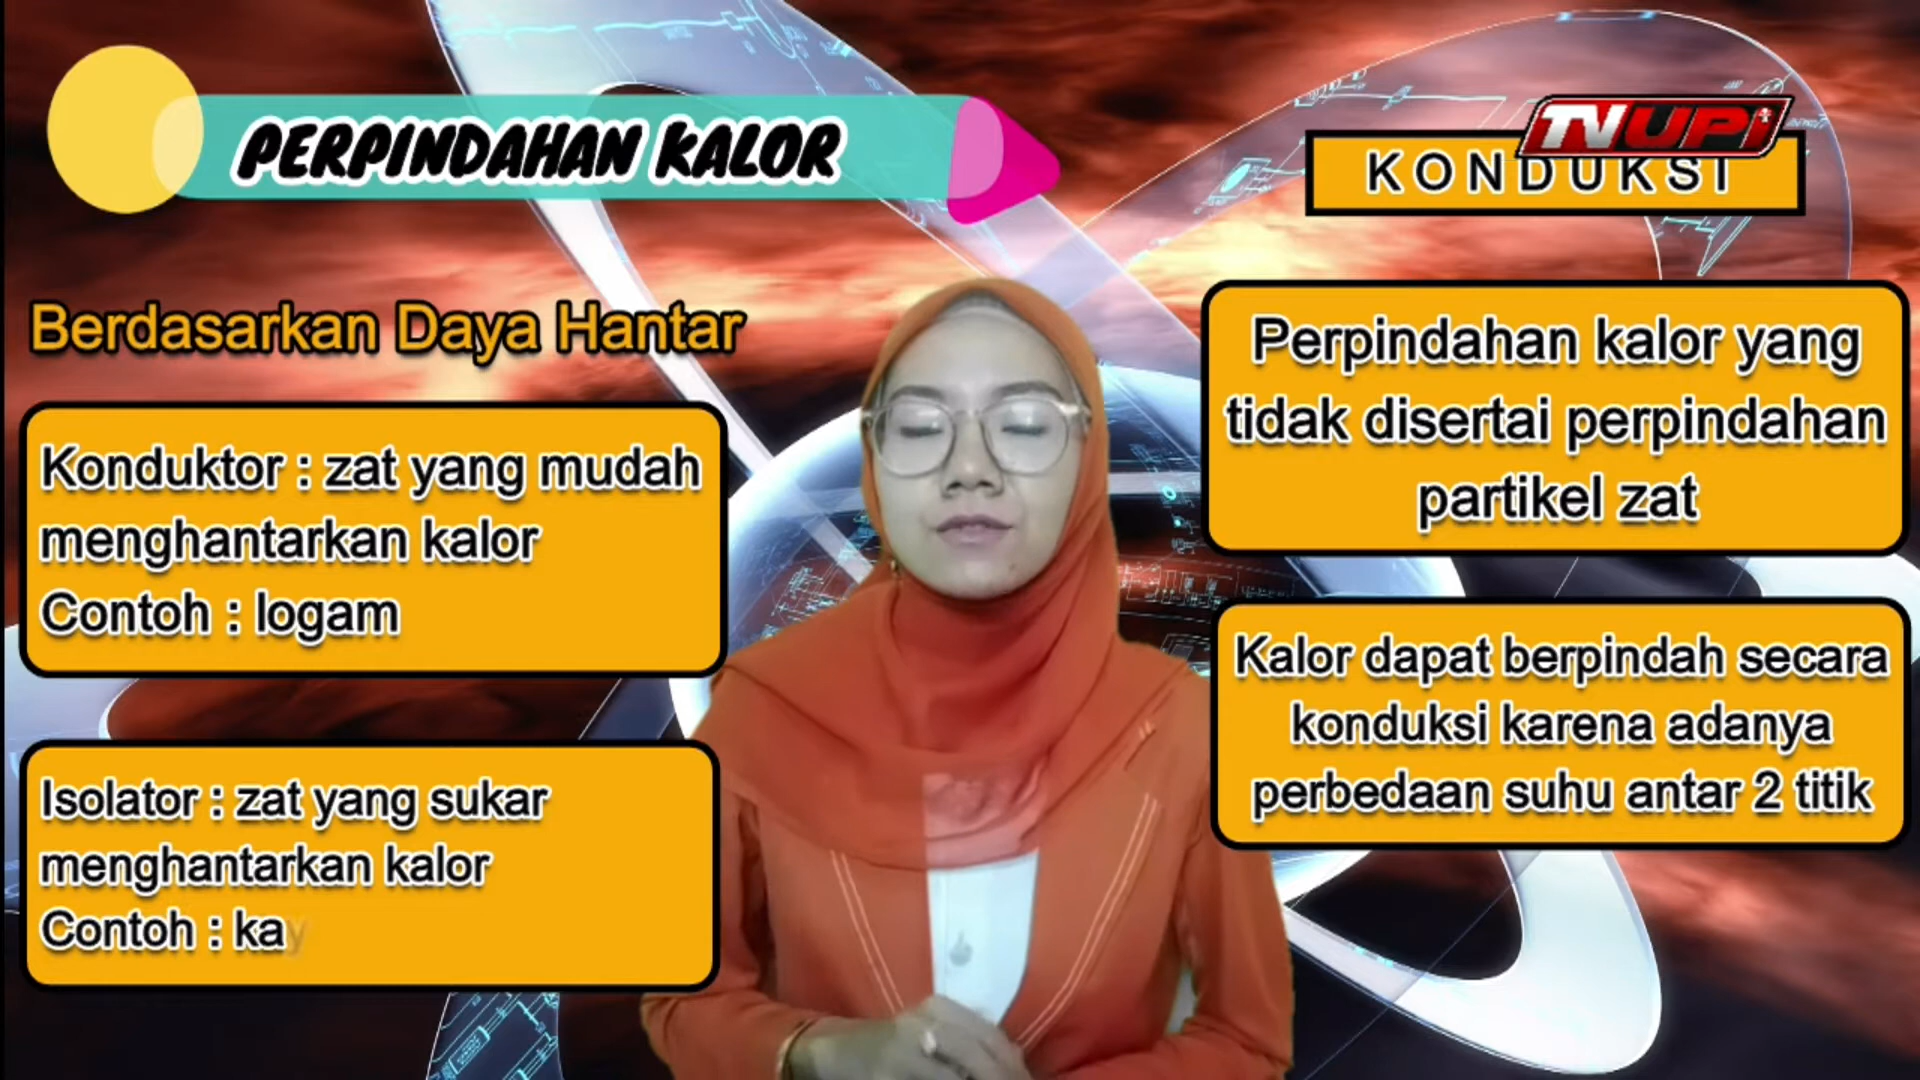 PERPINDAHAN KALOR
TVUPI
KONDUKSI
Berdasarkan Daya Hantar
Konduktor : zat yang mudah
menghantarkan kalor
Contoh : logam
Isolator : zat yang sukar
menghantarkan kalor
Contoh : kay
Perpindahan kalor yang
tidak disertai perpindahan
partikel zat
Kalor dapat berpindah secara
konduksi karena adanya
perbedaan suhu antar 2 titik